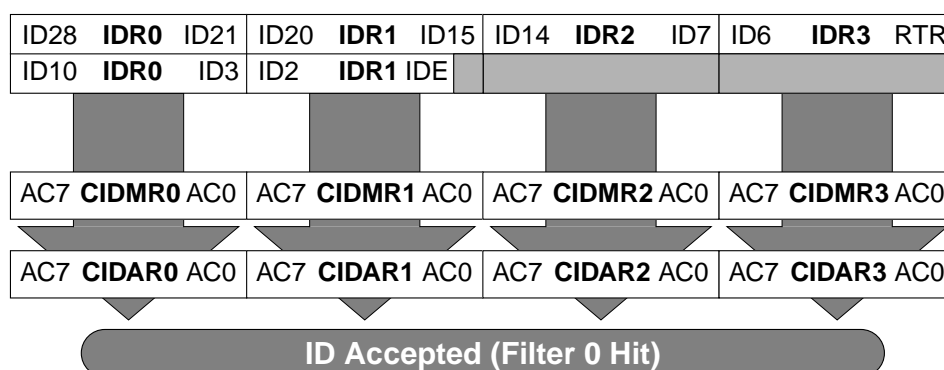 ID28 IDR0 ID21 ID20 IDR1 ID15 ID14 IDR2 ID7 ID6 IDR3 RTR
ID10 IDR0 ID3 ID2 IDR1 IDE
AC7 CIDMR0 AC0 AC7 CIDMR1 AC0 AC7 CIDMR2 AC0 AC7 CIDMR3 AC0
AC7 CIDAR0 AC0 AC7 CIDAR1 AC0 AC7 CIDAR2 AC0 AC7 CIDAR3 AC0
ID Accepted (Filter 0 Hit)